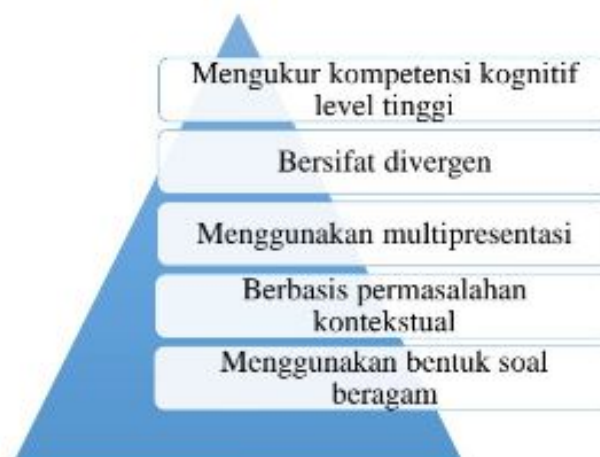 Mengukur kompetensi kognitif
level tinggi
Bersifat divergen
Menggunakan multipresentasi
Berbasis permasalahan
kontekstual
Menggunakan bentuk soal
beragam